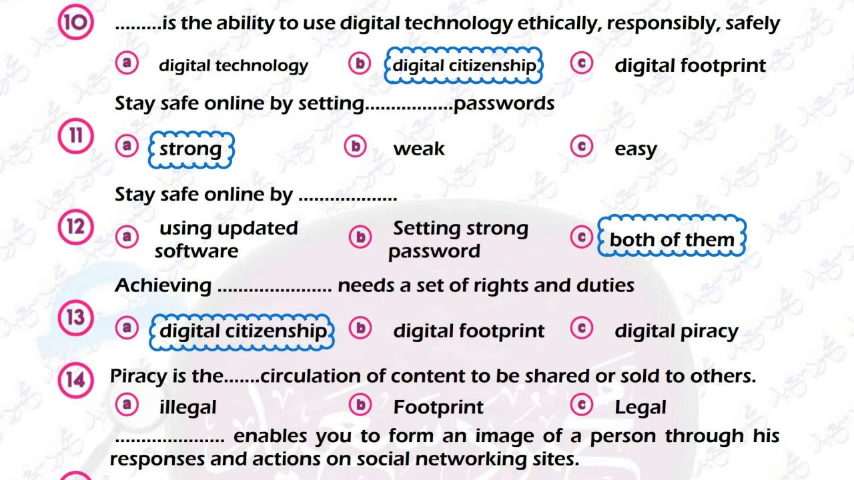 10 .........is the ability to use digital technology ethically, responsibly, safely
a digital technology b digital citizenship c digital footprint
Stay safe online by setting.................passwords
11 a strong b weak c easy
Stay safe online by ...................
12 a using updated software b Setting strong password c both of them
Achieving ...................... needs a set of rights and duties
13 a digital citizenship b digital footprint c digital piracy
14 Piracy is the.......circulation of content to be shared or sold to others.
a illegal b Footprint c Legal
..................... enables you to form an image of a person through his
responses and actions on social networking sites.